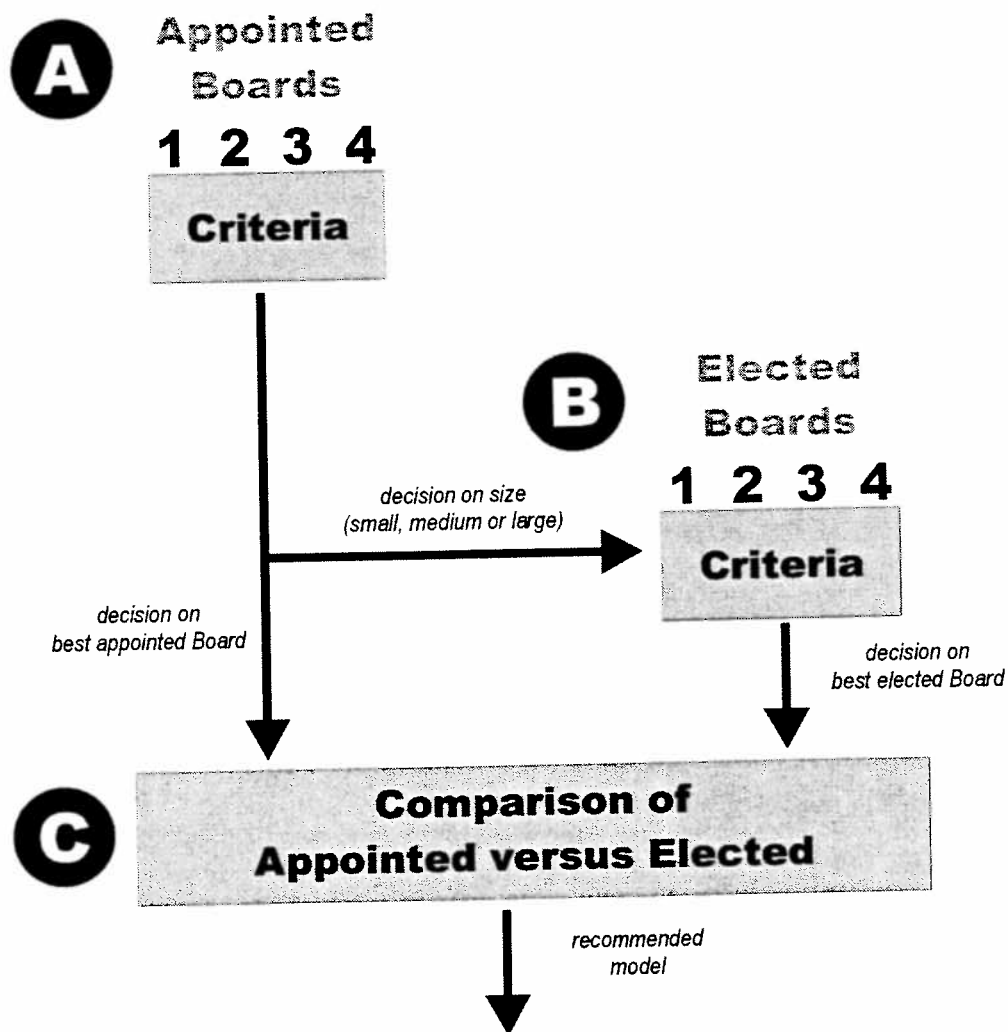 A
Appointed
Boards
1 2 3 4
Criteria
B
Elected
Boards
1 2 3 4
decision on size
(small, medium or large)
Criteria
decision on
best appointed Board
decision on
best elected Board
C
Comparison of
Appointed versus Elected
recommended
model